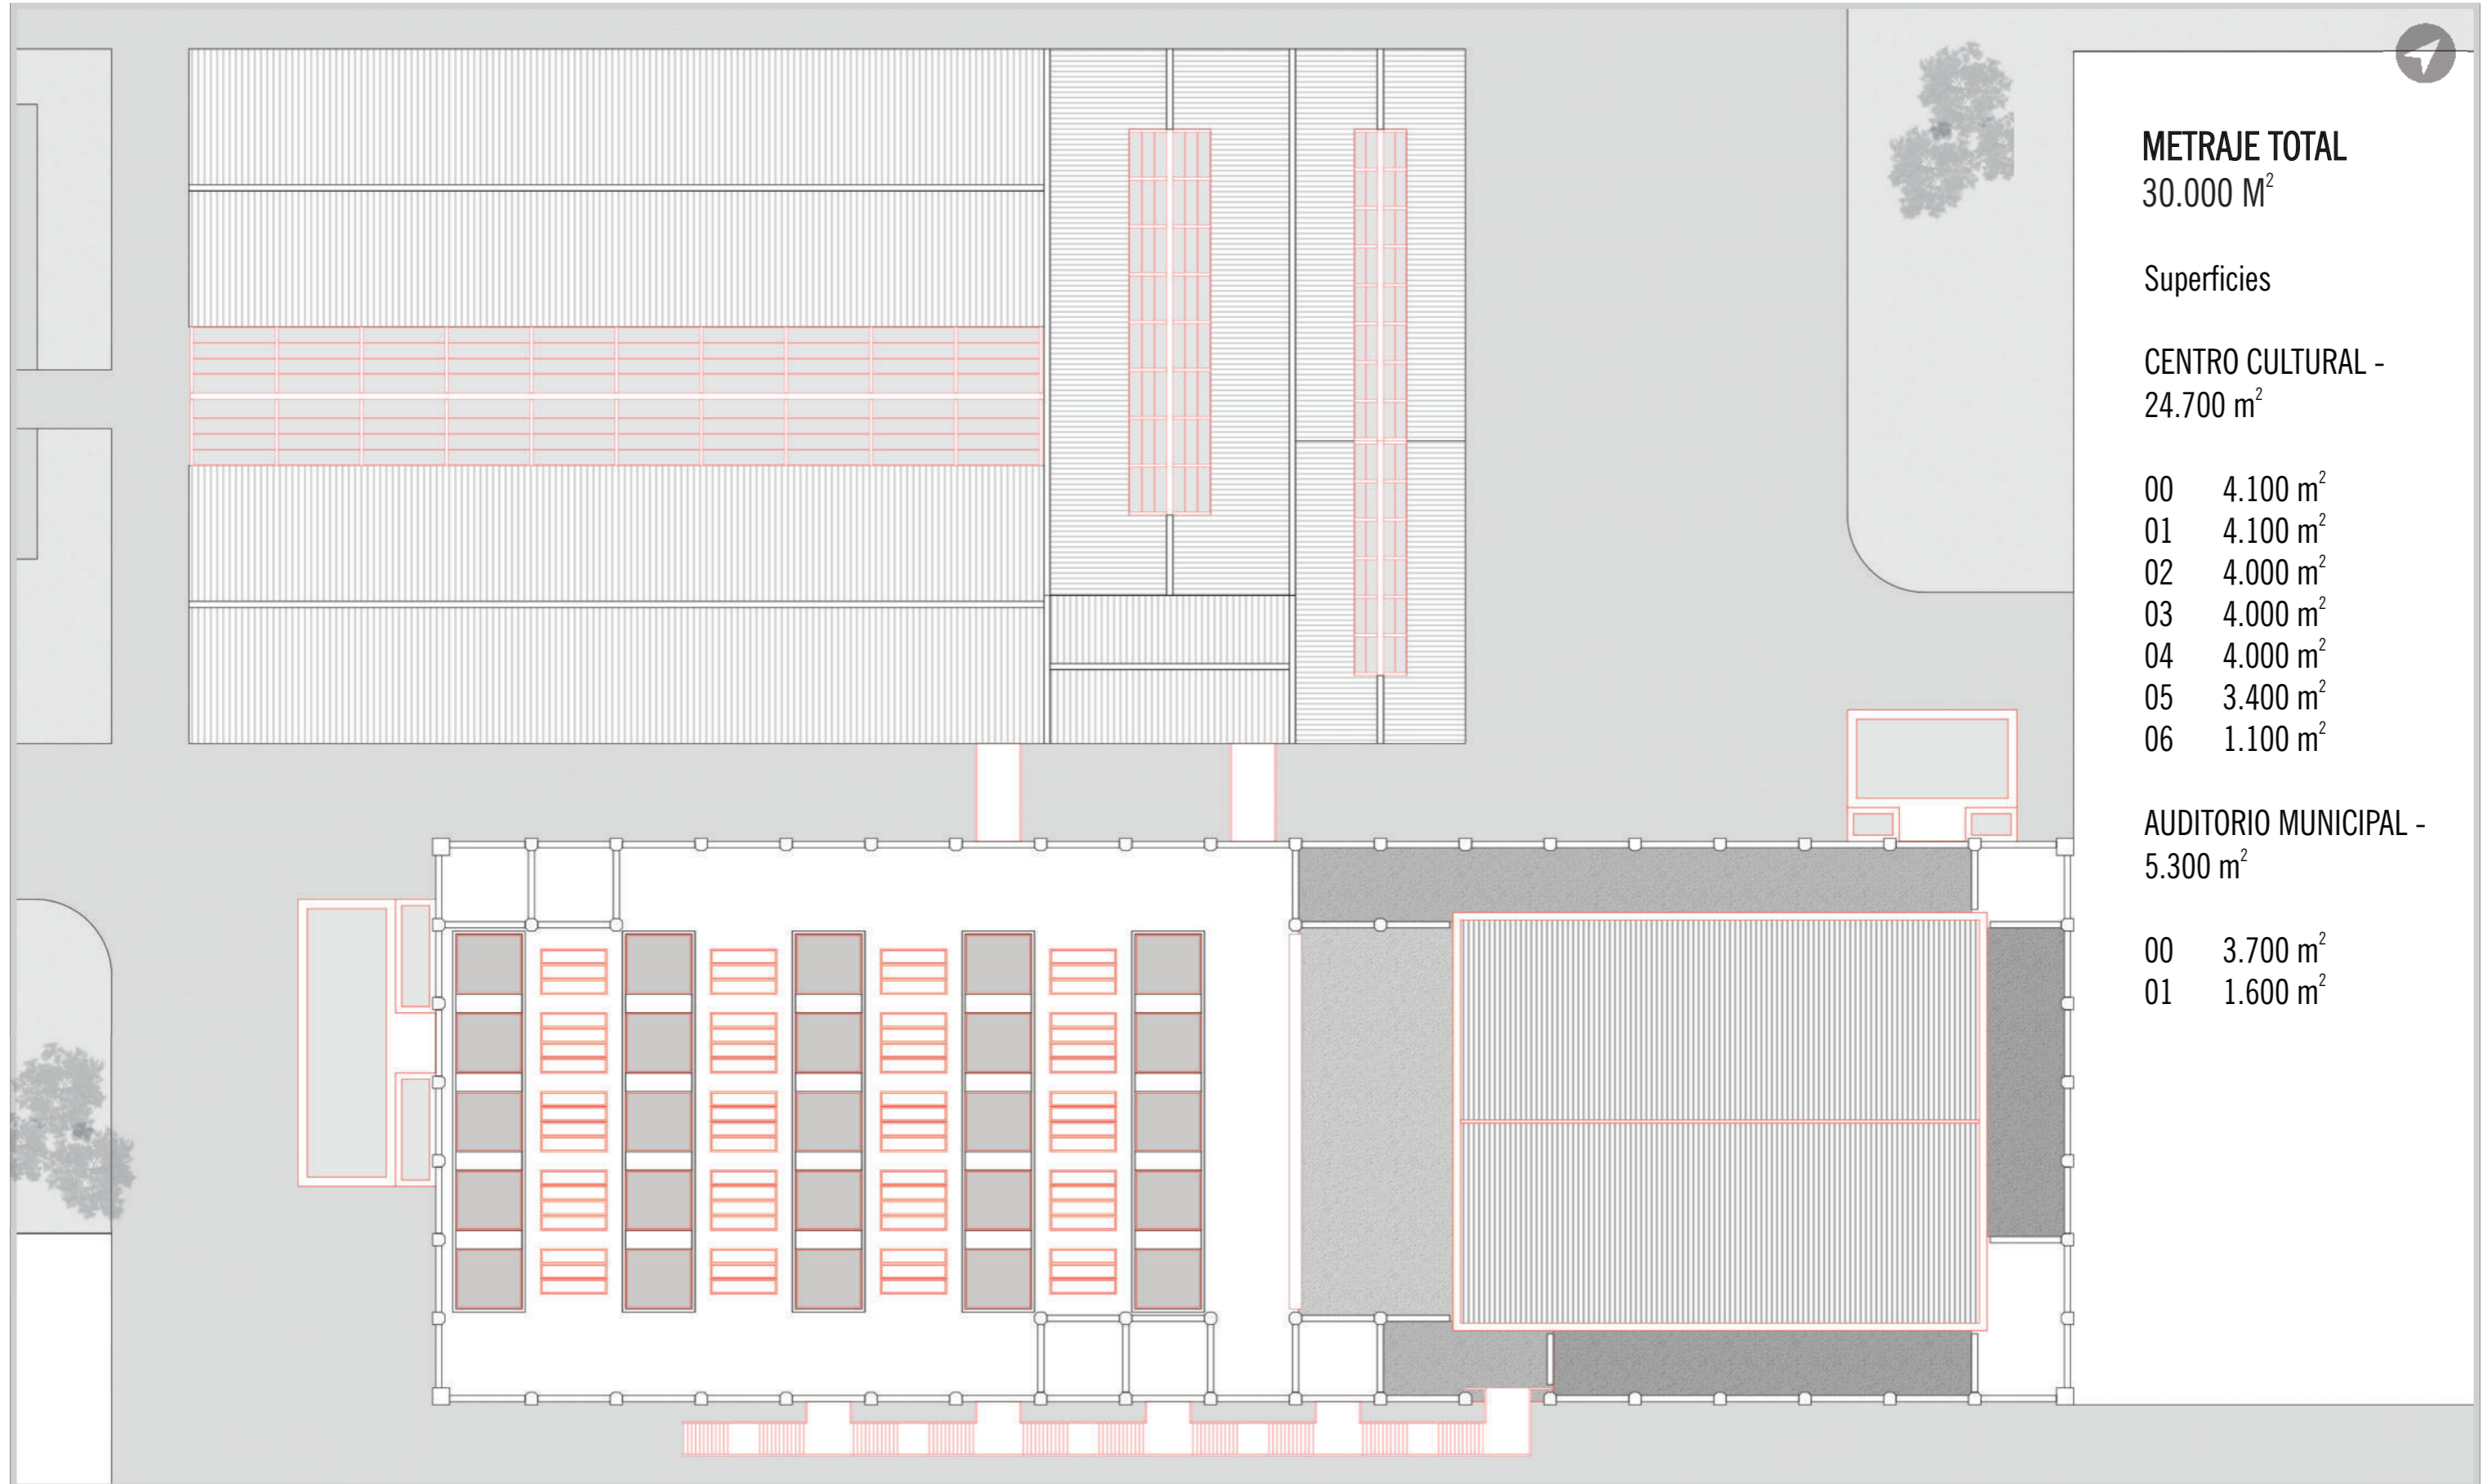 METRAJE TOTAL
30.000 M²
Superficies
CENTRO CULTURAL -
24.700 m²
00 4.100 m²
01 4.100 m²
02 4.000 m²
03 4.000 m²
04 4.000 m²
05 3.400 m²
06 1.100 m²
AUDITORIO MUNICIPAL -
5.300 m²
00 3.700 m²
01 1.600 m²